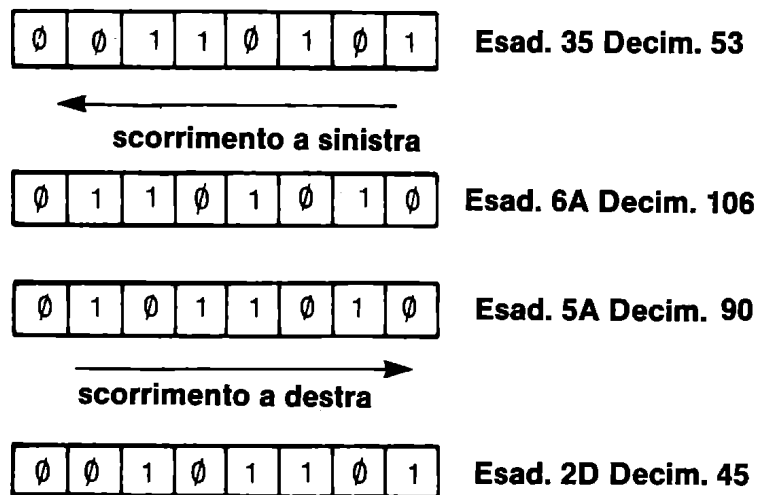 Ø Ø 1 1 Ø 1 Ø 1 Esad. 35 Decim. 53
scorrimento a sinistra
Ø 1 1 Ø 1 Ø 1 Ø Esad. 6A Decim. 106
Ø 1 Ø 1 1 Ø 1 Ø Esad. 5A Decim. 90
scorrimento a destra
Ø Ø 1 Ø 1 1 Ø 1 Esad. 2D Decim. 45